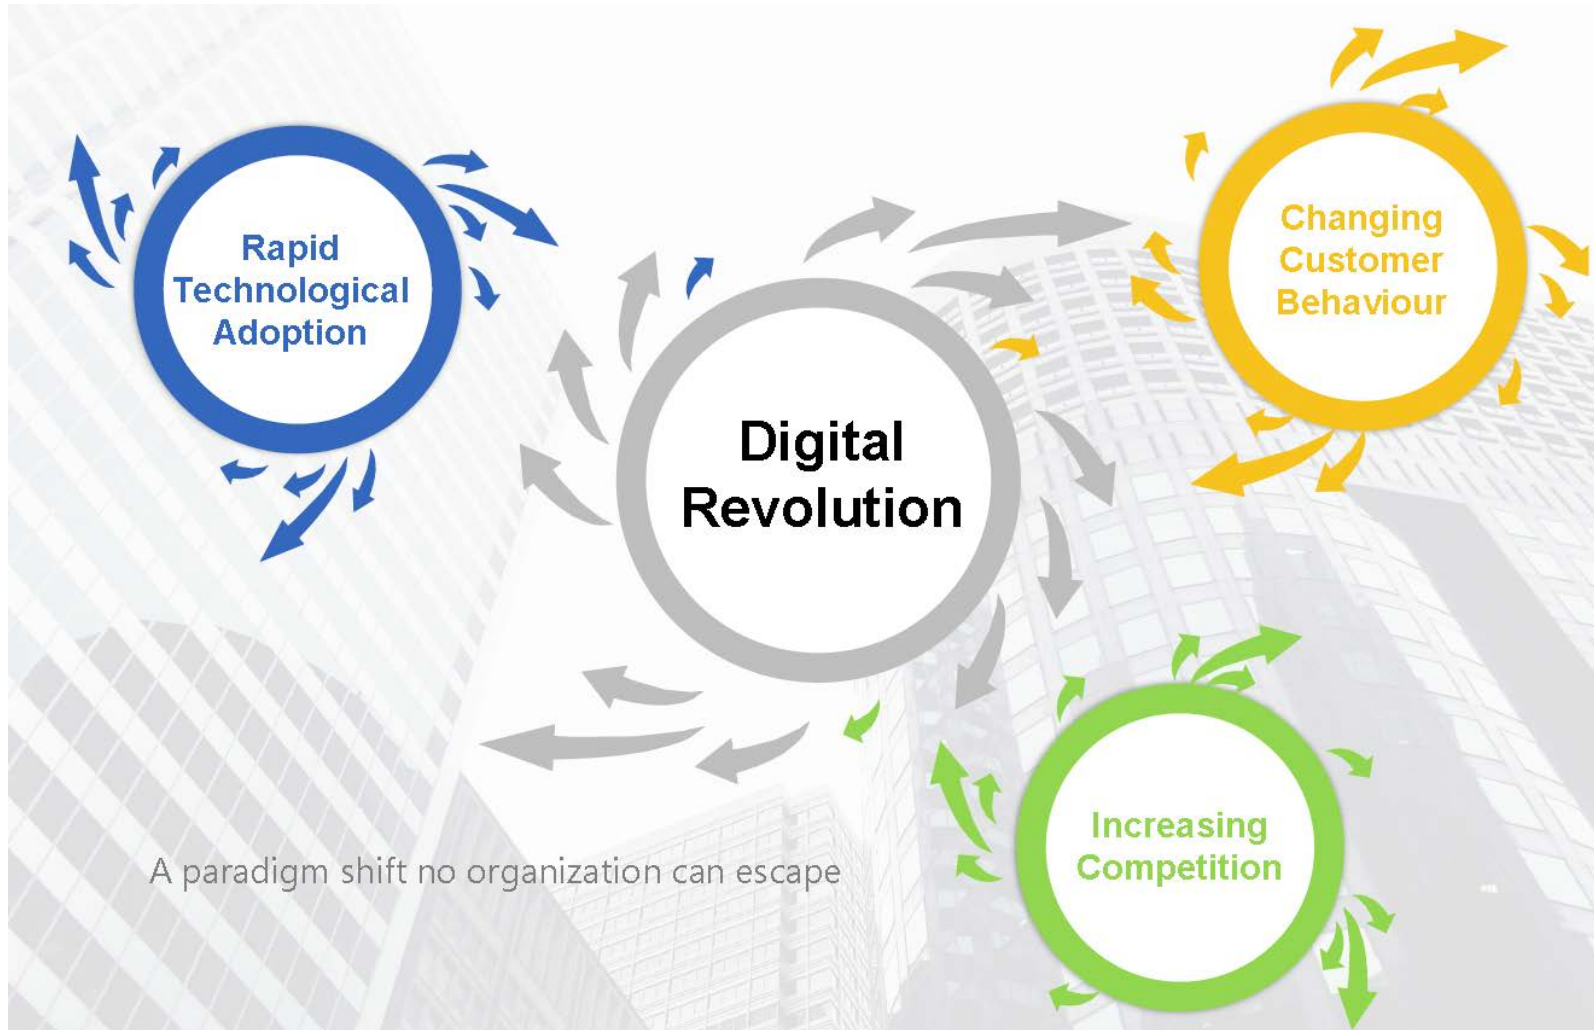 Rapid
Technological
Adoption
Changing
Customer
Behaviour
Digital
Revolution
Increasing
Competition
A paradigm shift no organization can escape